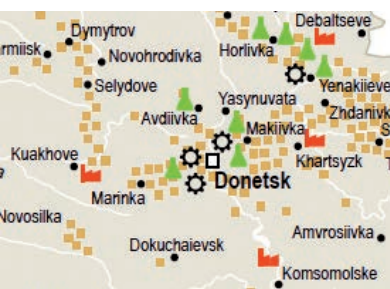 Debaltseve
Dymytrov
rmiisk
Novohrodivka
Horlivka
Selydove
Yenakiieve
Yasynuvata
Zhdanivk
Avdiivka
Makiivka
Kuakhove
Khartsyzk
Marinka
Donetsk
Novosilka
Dokuchaievsk
Amvrosiivka
Komsomolske